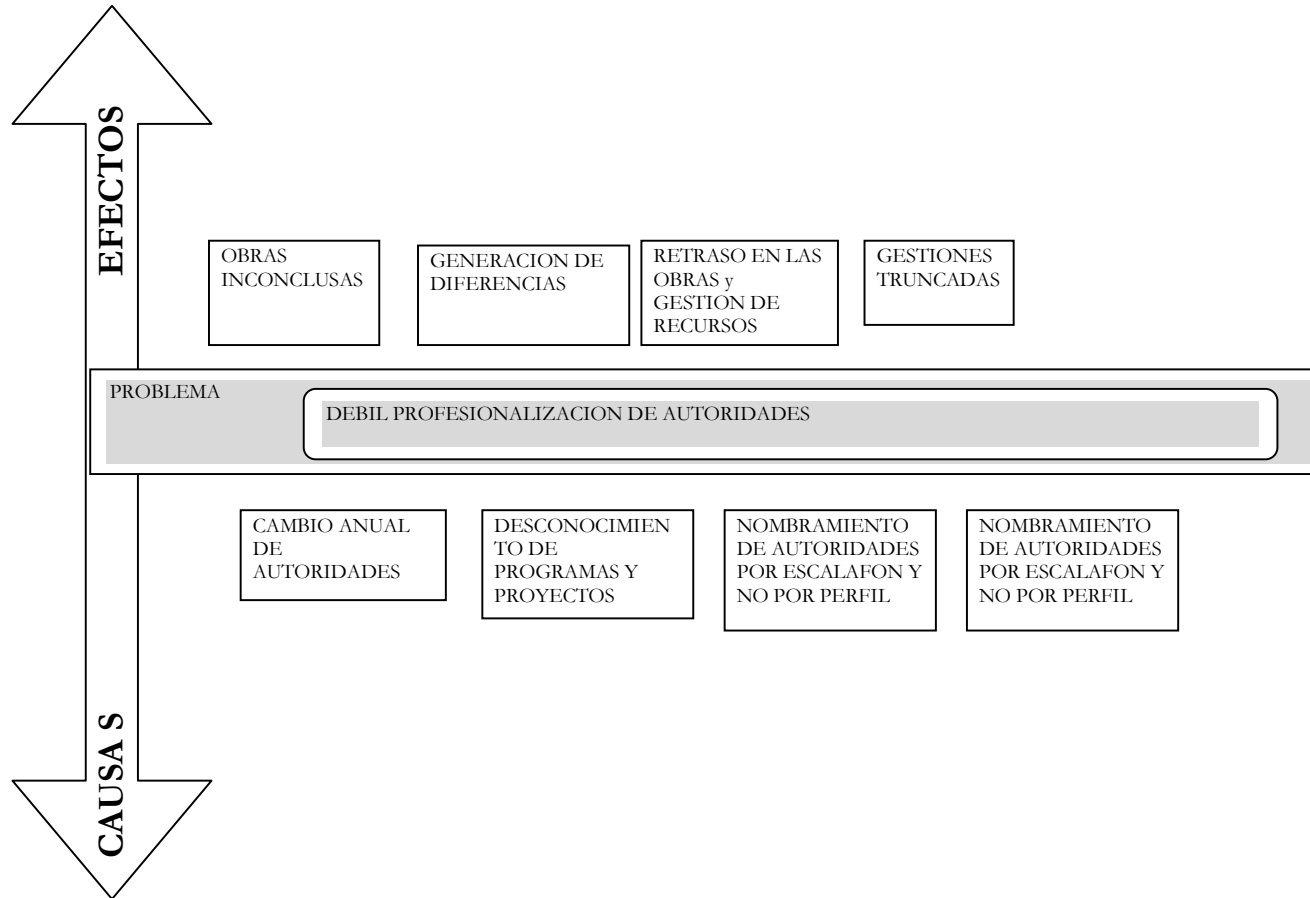 EFECTOS
OBRAS
INCONCLUSAS
GENERACION DE
DIFERENCIAS
RETRASO EN LAS
OBRAS y
GESTION DE
RECURSOS
GESTIONES
TRUNCADAS
PROBLEMA
DEBIL PROFESIONALIZACION DE AUTORIDADES
CAMBIO ANUAL
DE
AUTORIDADES
DESCONOCIMIEN
TO DE
PROGRAMAS Y
PROYECTOS
NOMBRAMIENTO
DE AUTORIDADES
POR ESCALAFON Y
NO POR PERFIL
NOMBRAMIENTO
DE AUTORIDADES
POR ESCALAFON Y
NO POR PERFIL
CAUSA S